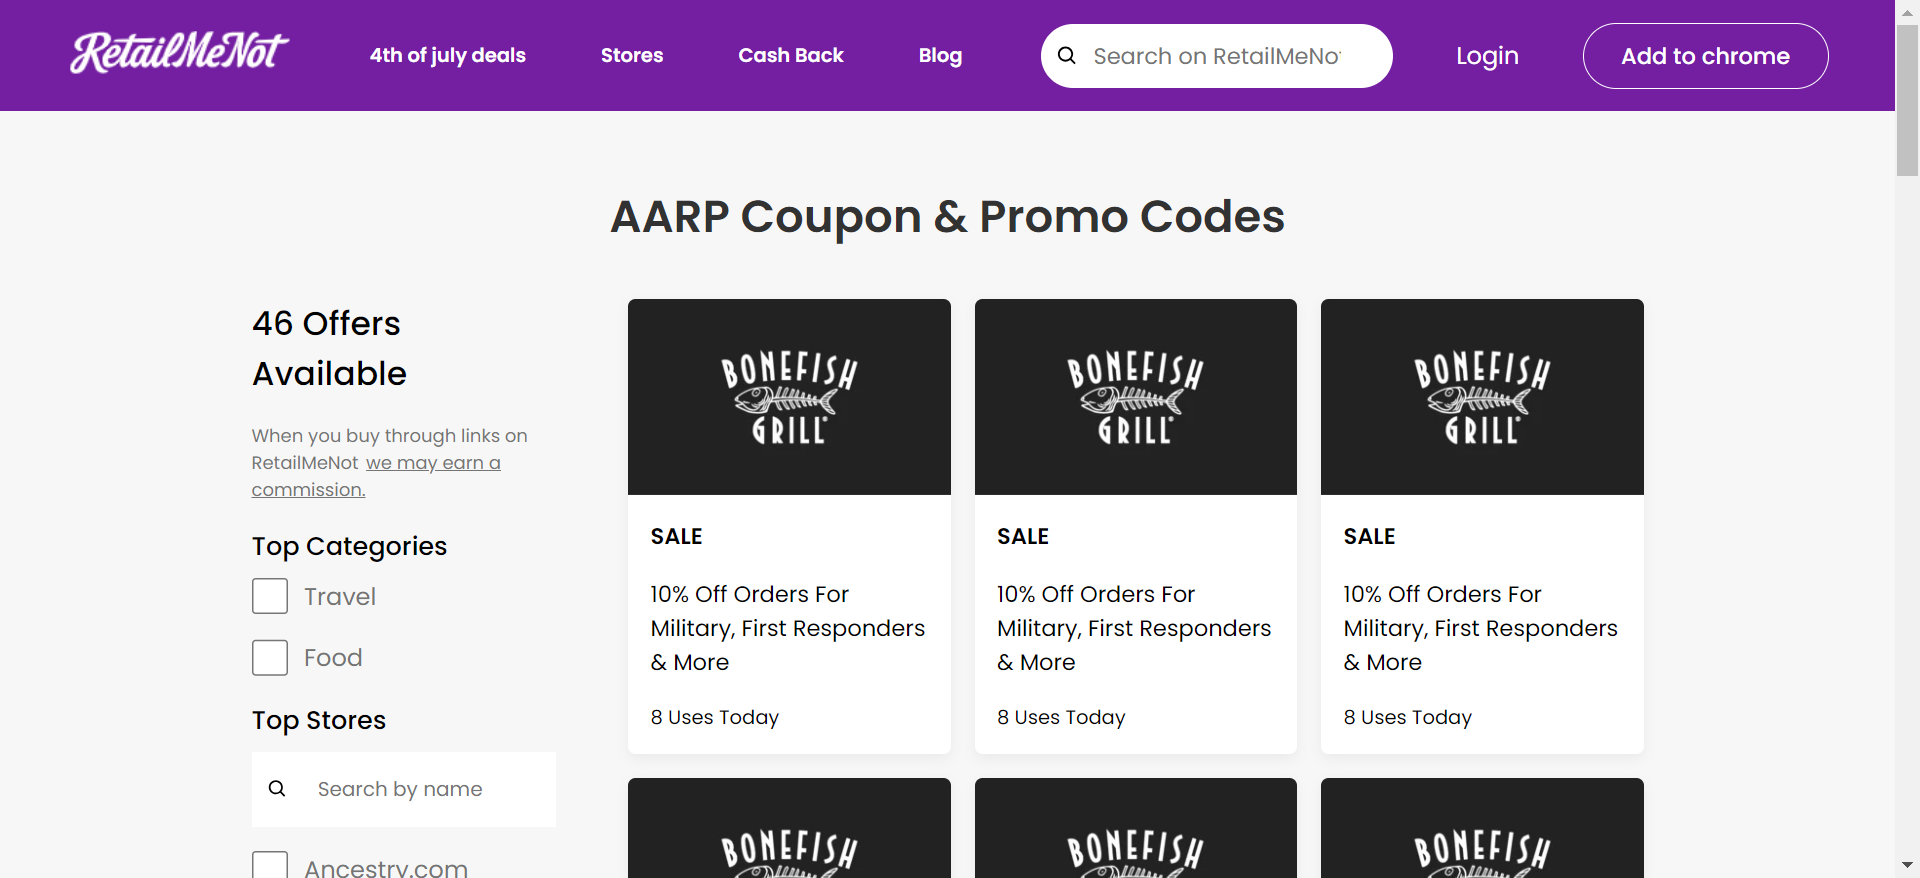 RetailMeNot
4th of july deals
Stores
Cash Back
Blog
Search on RetailMeNo
Login
Add to chrome
AARP Coupon & Promo Codes
46 Offers
Available
When you buy through links on
RetailMeNot we may earn a
commission.
Top Categories
Travel
Food
Top Stores
Search by name
Ancestry.com
BONEFISH
GRILL
SALE
10% Off Orders For
Military, First Responders
& More
8 Uses Today
BONEFISH
GRILL
SALE
10% Off Orders For
Military, First Responders
& More
8 Uses Today
BONEFISH
GRILL
SALE
10% Off Orders For
Military, First Responders
& More
8 Uses Today
BONEFISH
BONEFISH
BONEFISH